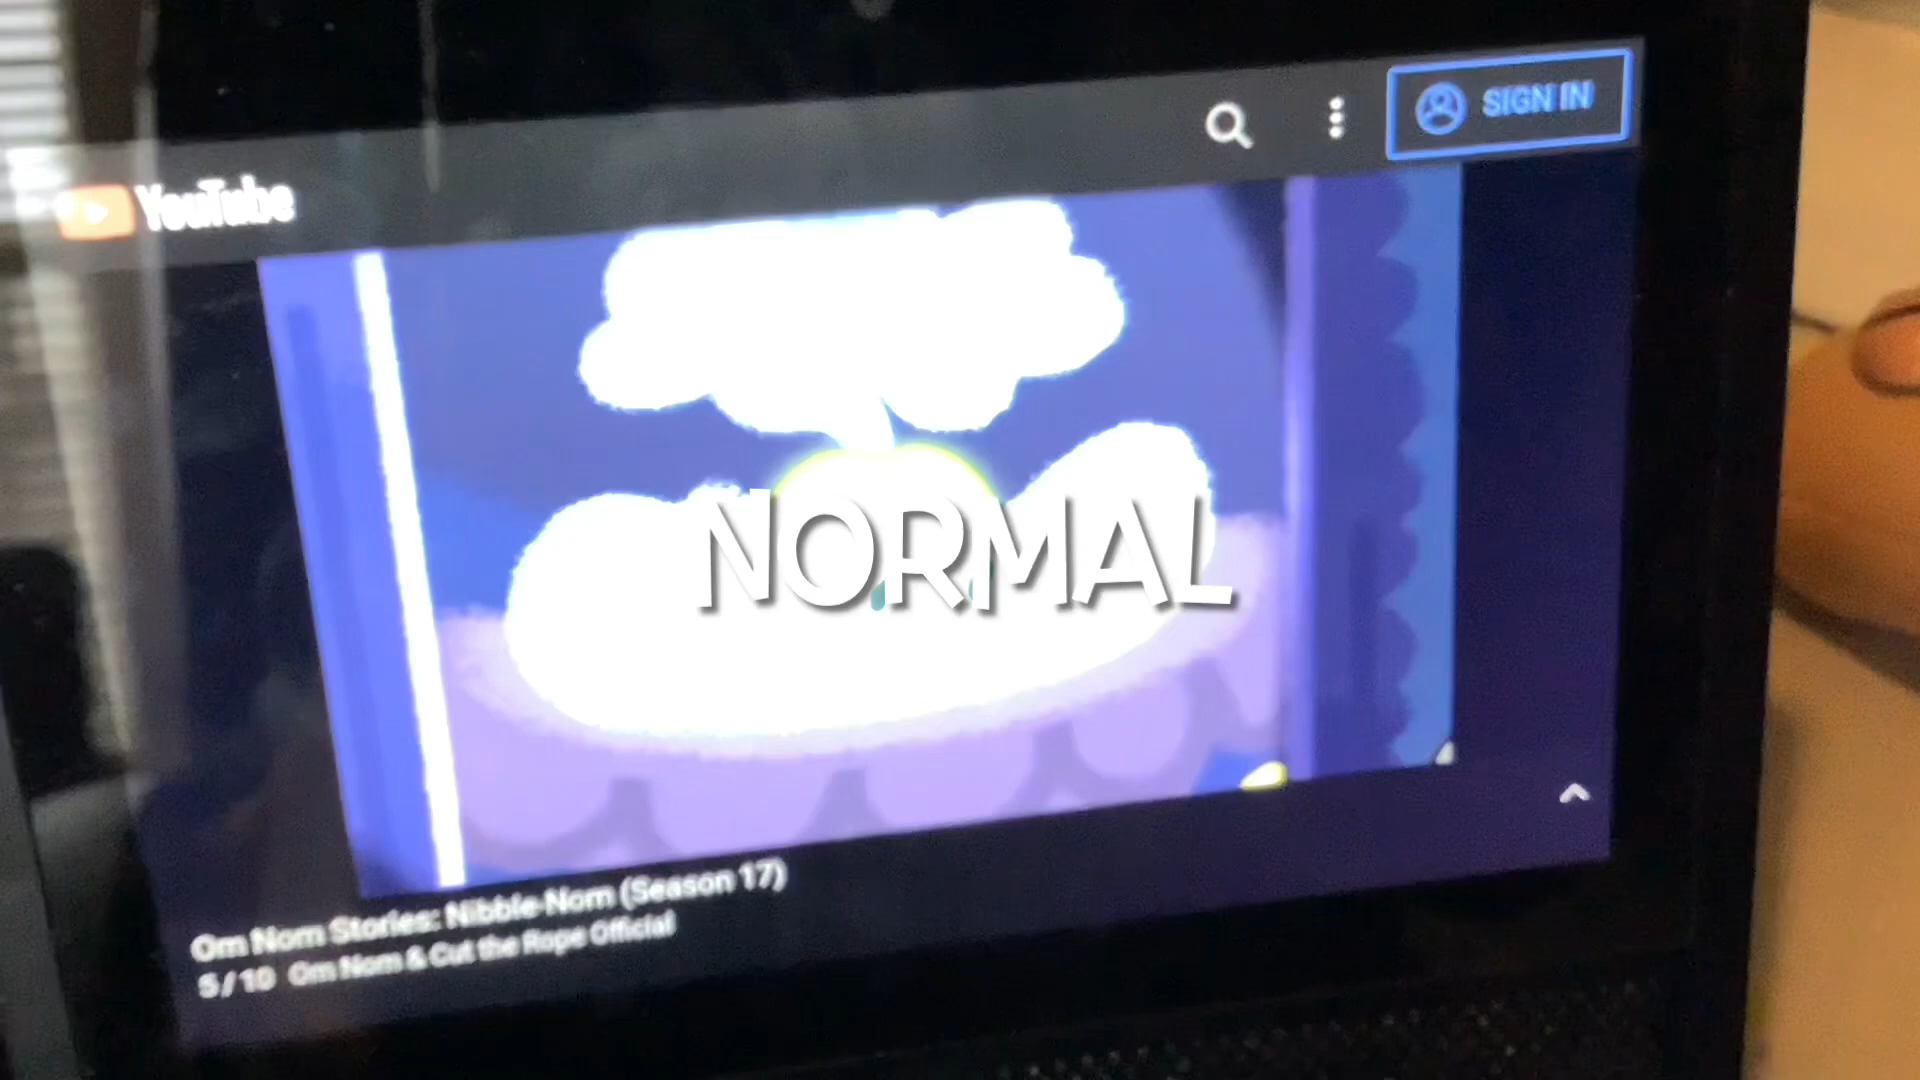 SIGN IN
YouTube
NORMAL
Om Nom Stories: Nibble-Nom (Season 17)
5 / 10 Om Nom & Cut the Rope Official